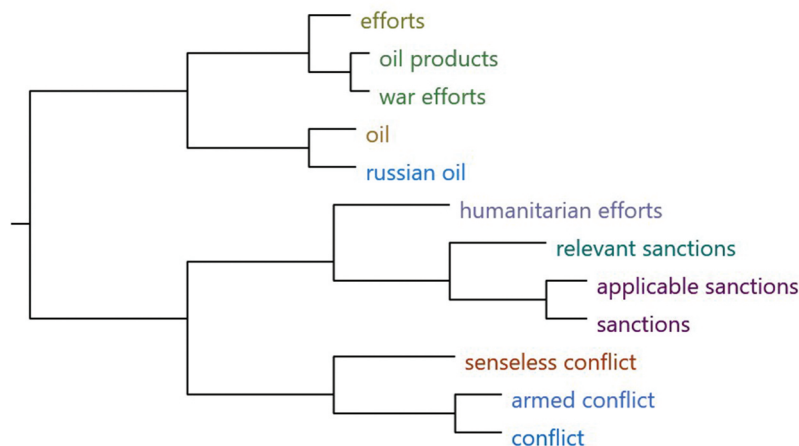 efforts
oil products
war efforts
oil
russian oil
humanitarian efforts
relevant sanctions
applicable sanctions
sanctions
senseless conflict
armed conflict
conflict